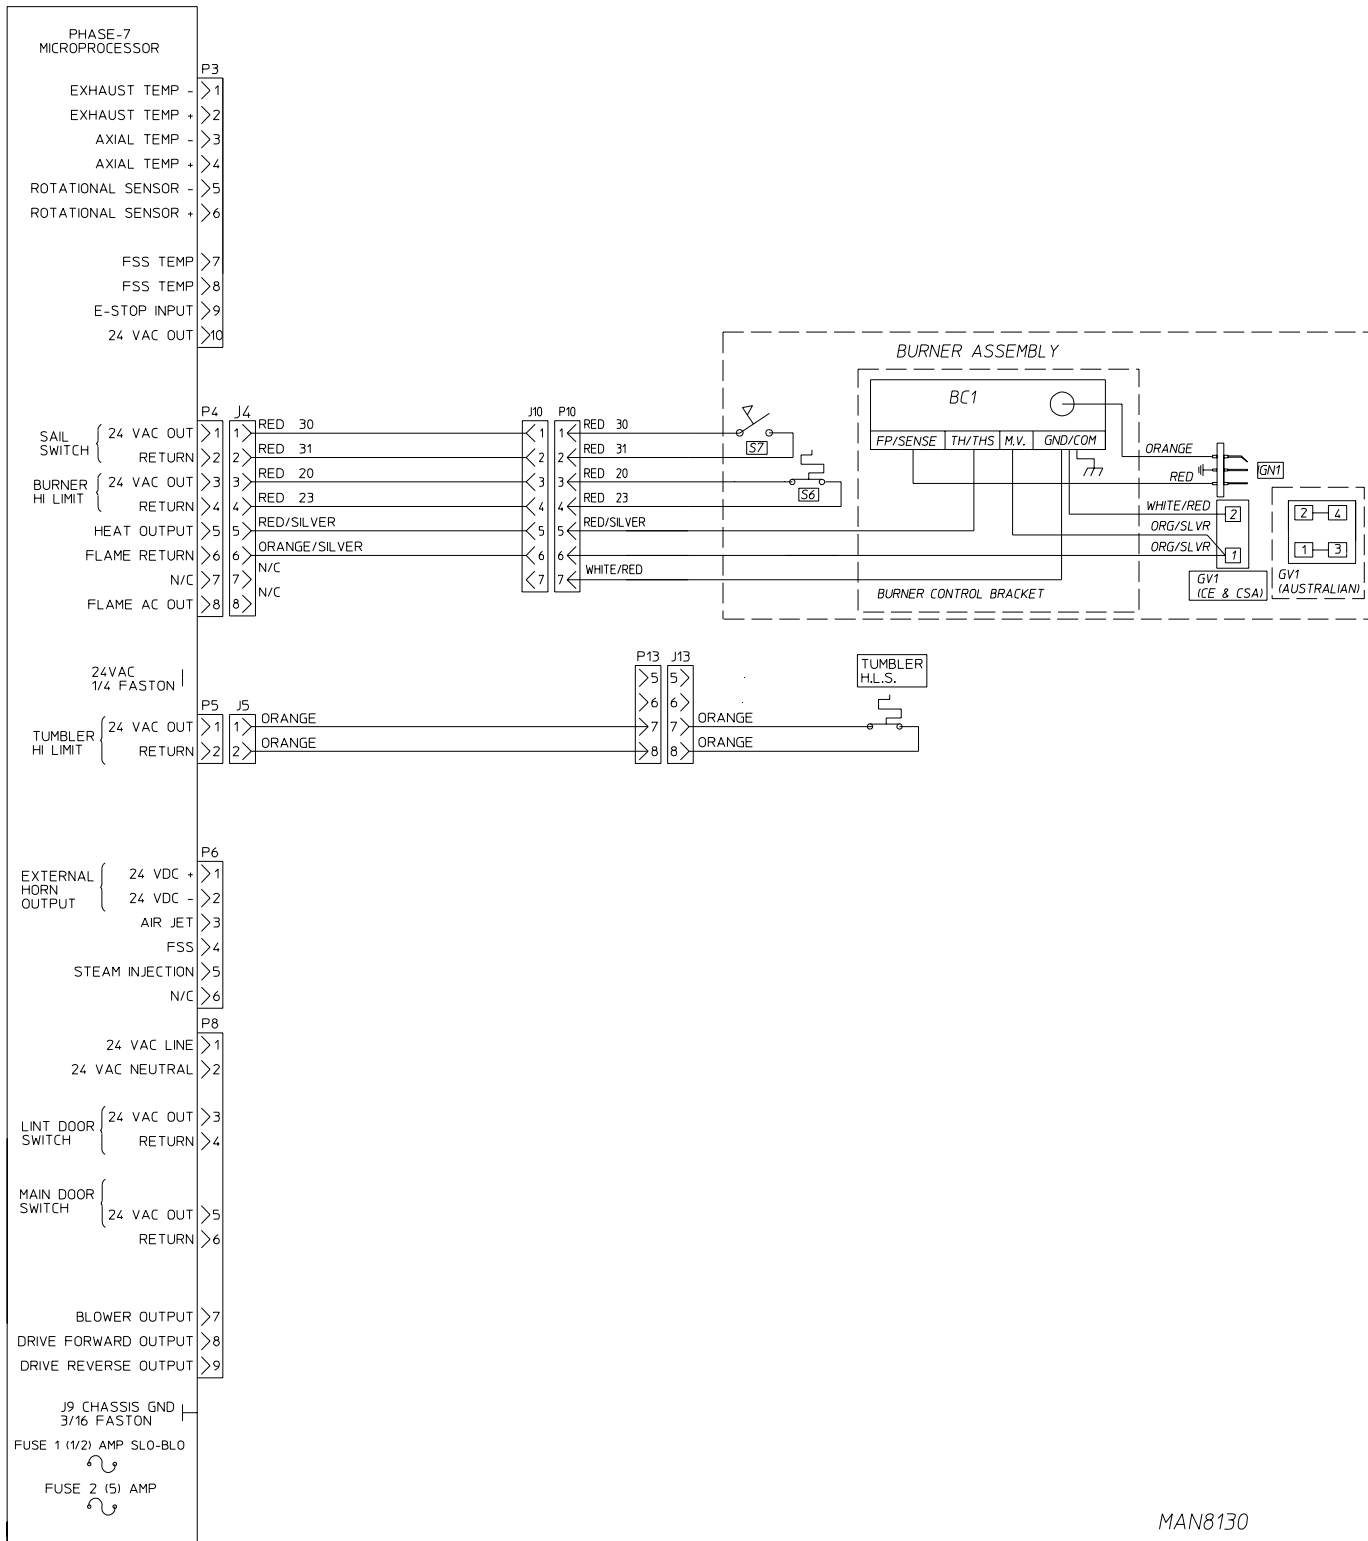 PHASE-7
MICROPROCESSOR
P3
EXHAUST TEMP - 1
EXHAUST TEMP + 2
AXIAL TEMP - 3
AXIAL TEMP + 4
ROTATIONAL SENSOR - 5
ROTATIONAL SENSOR + 6
FSS TEMP 7
FSS TEMP 8
E-STOP INPUT 9
24 VAC OUT 10
BURNER ASSEMBLY
BC1
FP/SENSE TH/THS M.V. GND/COM
ORANGE
RED
IGN1
WHITE/RED
2
ORG/SLVR
ORG/SLVR
1
GV1
(CE & CSA)
2 4
1 3
GV1
(AUSTRALIAN)
BURNER CONTROL BRACKET
P4 J4 J10 P10
SAIL
SWITCH
24 VAC OUT 1 1 RED 30 1 1 RED 30
S7
RETURN 2 2 RED 31 2 2 RED 31
BURNER
HI LIMIT
24 VAC OUT 3 3 RED 20 3 3 RED 20
S6
RETURN 4 4 RED 23 4 4 RED 23
HEAT OUTPUT 5 5 RED/SILVER 5 5 RED/SILVER
FLAME RETURN 6 6 ORANGE/SILVER 6 6
N/C 7 7 N/C 7 7 WHITE/RED
FLAME AC OUT 8 8 N/C
24VAC
1/4 FASTON
P13 J13
5 5
6 6
TUMBLER
H.L.S.
P5 J5
TUMBLER
HI LIMIT
24 VAC OUT 1 1 ORANGE 7 7 ORANGE
RETURN 2 2 ORANGE 8 8 ORANGE
P6
EXTERNAL
HORN
OUTPUT
24 VDC + 1
24 VDC - 2
AIR JET 3
FSS 4
STEAM INJECTION 5
N/C 6
P8
24 VAC LINE 1
24 VAC NEUTRAL 2
LINT DOOR
SWITCH
24 VAC OUT 3
RETURN 4
MAIN DOOR
SWITCH
24 VAC OUT 5
RETURN 6
BLOWER OUTPUT 7
DRIVE FORWARD OUTPUT 8
DRIVE REVERSE OUTPUT 9
J9 CHASSIS GND
3/16 FASTON
FUSE 1 (1/2) AMP SLO-BLO
FUSE 2 (5) AMP
MAN8130